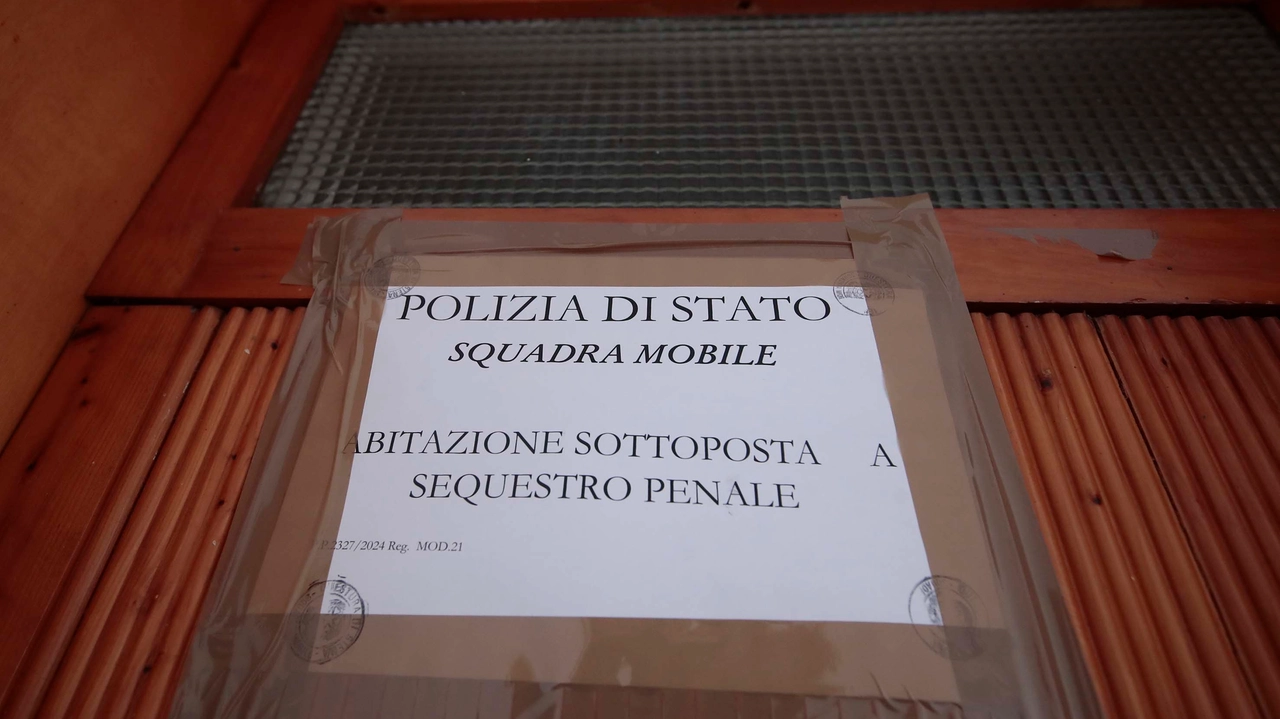 POLIZIA DI STATO
SQUADRA MOBILE
ABITAZIONE SOTTOPOSTA A
SEQUESTRO PENALE
P.2327/2024 Reg. MOD.21